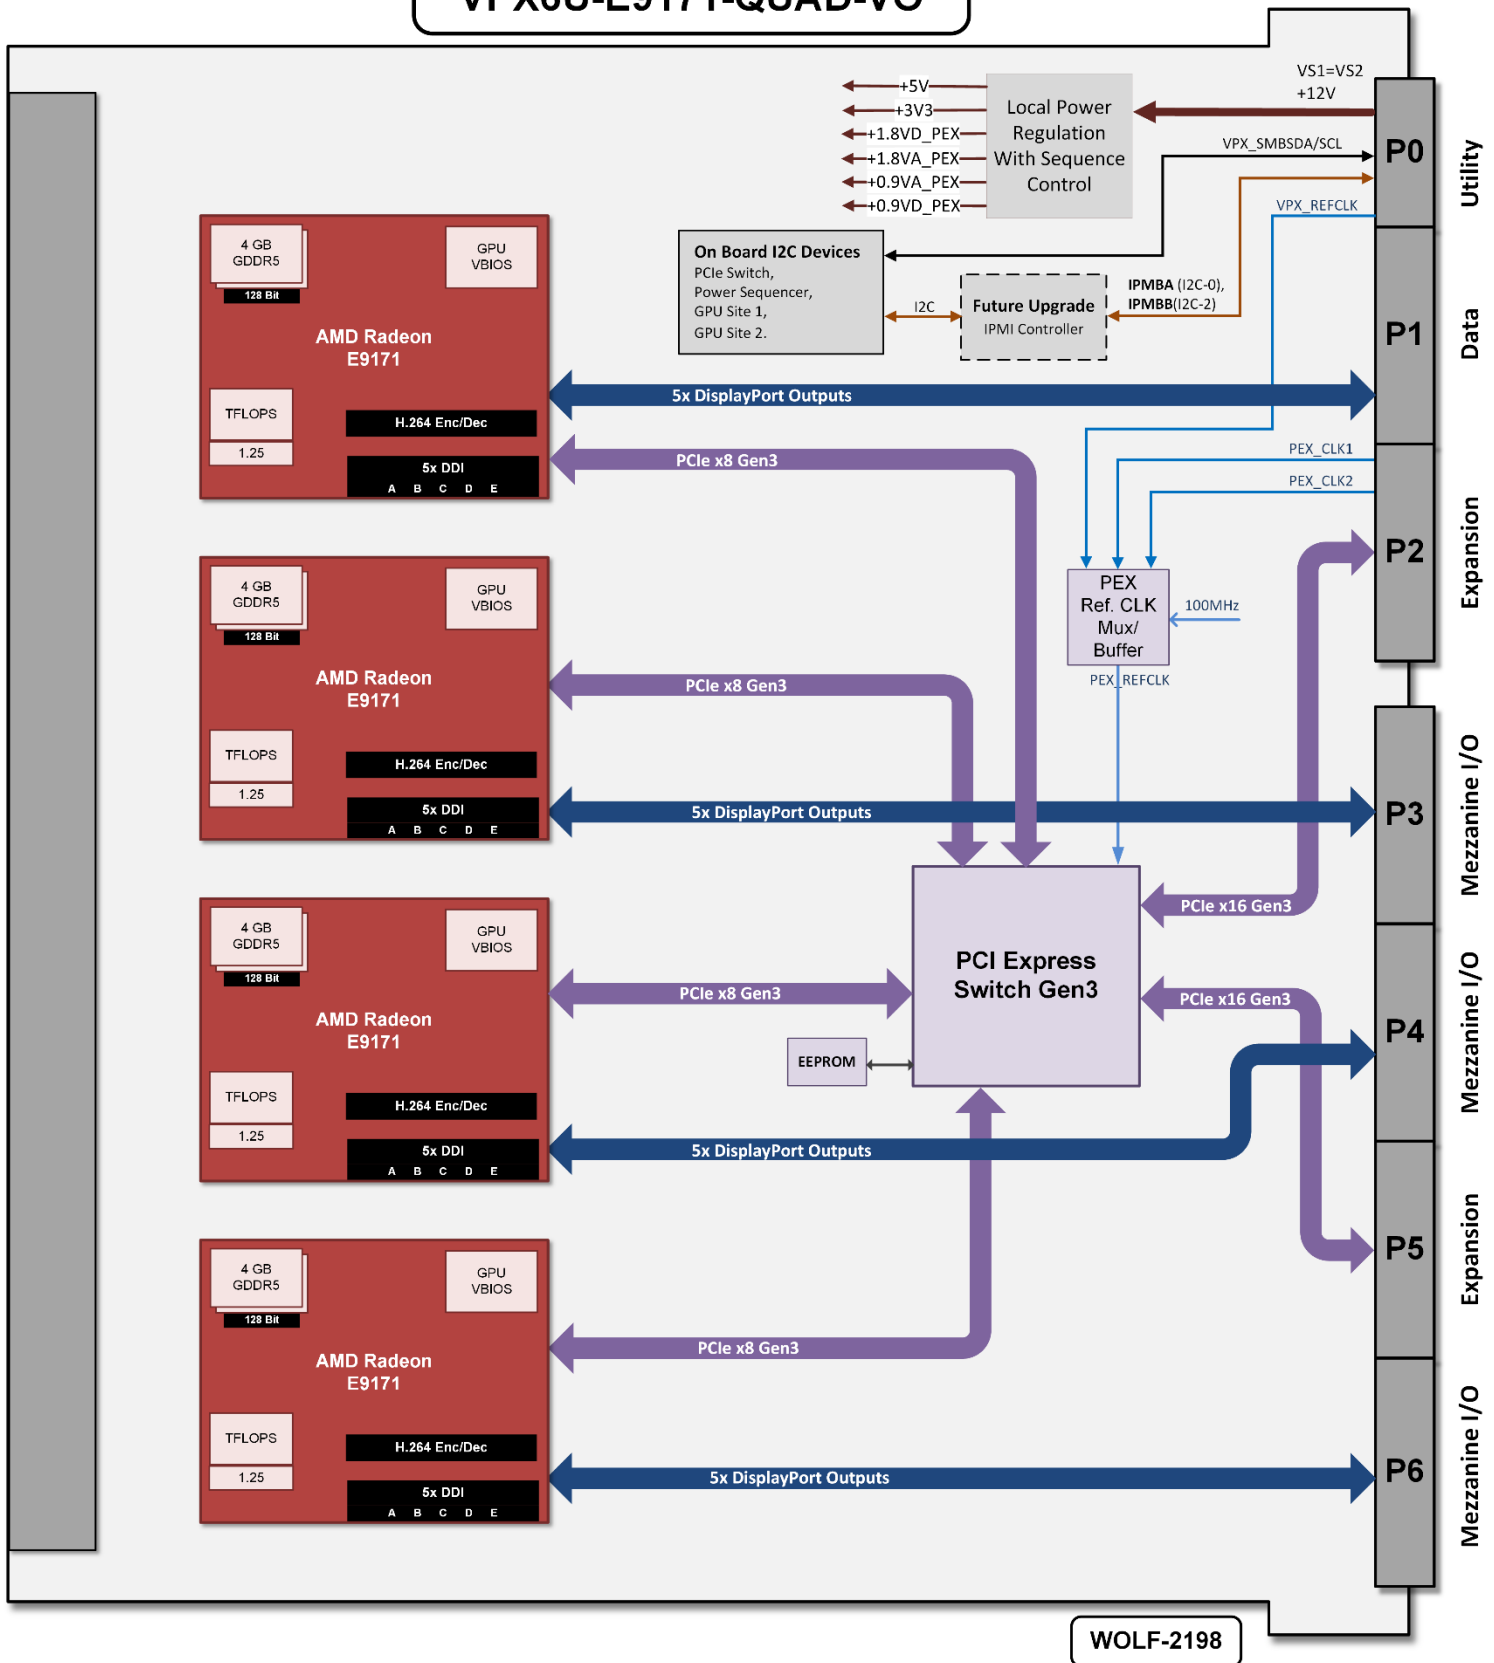 VPX6U-E9171-QUAD-VO
VS1=VS2
+12V
+5V
+3V3
+1.8VD_PEX
+1.8VA_PEX
+0.9VA_PEX
+0.9VD_PEX
Local Power
Regulation
With Sequence
Control
VPX_SMBSDA/SCL
VPX_REFCLK
P0
Utility
On Board I2C Devices
PCIe Switch,
Power Sequencer,
GPU Site 1,
GPU Site 2.
I2C
Future Upgrade
IPMI Controller
IPMBA (I2C-0),
IPMBB(I2C-2)
P1
Data
4 GB
GDDR5
128 Bit
GPU
VBIOS
AMD Radeon
E9171
TFLOPS
1.25
H.264 Enc/Dec
5x DDI
A B C D E
5x DisplayPort Outputs
PCIe x8 Gen3
PEX_CLK1
PEX_CLK2
P2
Expansion
PEX
Ref. CLK
Mux/
Buffer
100MHz
PEX_REFCLK
4 GB
GDDR5
128 Bit
GPU
VBIOS
AMD Radeon
E9171
TFLOPS
1.25
H.264 Enc/Dec
5x DDI
A B C D E
PCIe x8 Gen3
5x DisplayPort Outputs
P3
Mezzanine I/O
PCIe x16 Gen3
PCI Express
Switch Gen3
PCIe x16 Gen3
EEPROM
4 GB
GDDR5
128 Bit
GPU
VBIOS
AMD Radeon
E9171
TFLOPS
1.25
H.264 Enc/Dec
5x DDI
A B C D E
PCIe x8 Gen3
5x DisplayPort Outputs
P4
Mezzanine I/O
P5
Expansion
4 GB
GDDR5
128 Bit
GPU
VBIOS
AMD Radeon
E9171
TFLOPS
1.25
H.264 Enc/Dec
5x DDI
A B C D E
PCIe x8 Gen3
5x DisplayPort Outputs
P6
Mezzanine I/O
WOLF-2198